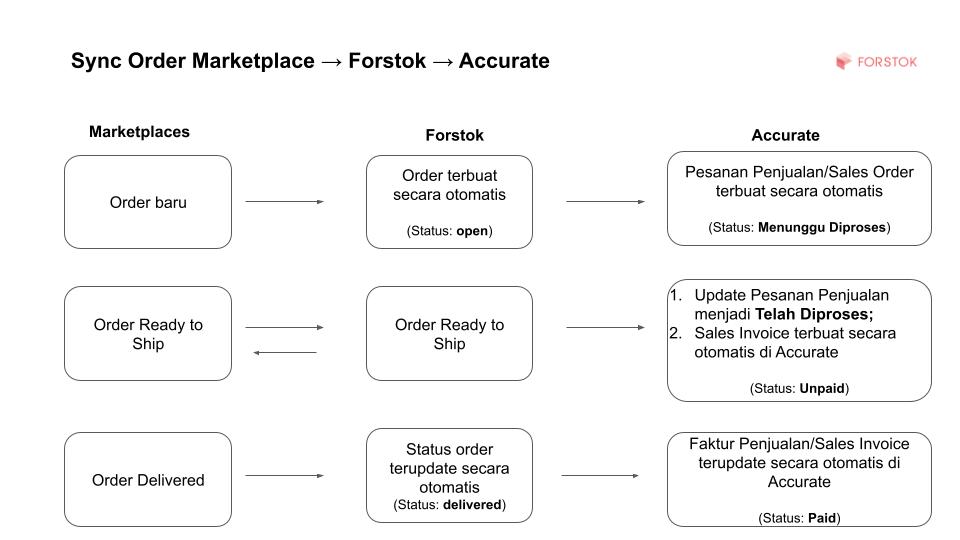 Sync Order Marketplace → Forstok → Accurate
FORSTOK
Marketplaces
Forstok
Accurate
Order baru
Order terbuat
secara otomatis
(Status: open)
Pesanan Penjualan/Sales Order
terbuat secara otomatis
(Status: Menunggu Diproses)
Order Ready to
Ship
Order Ready to
Ship
1. Update Pesanan Penjualan
menjadi Telah Diproses;
2. Sales Invoice terbuat secara
otomatis di Accurate
(Status: Unpaid)
Order Delivered
Status order
terupdate secara
otomatis
(Status: delivered)
Faktur Penjualan/Sales Invoice
terupdate secara otomatis di
Accurate
(Status: Paid)